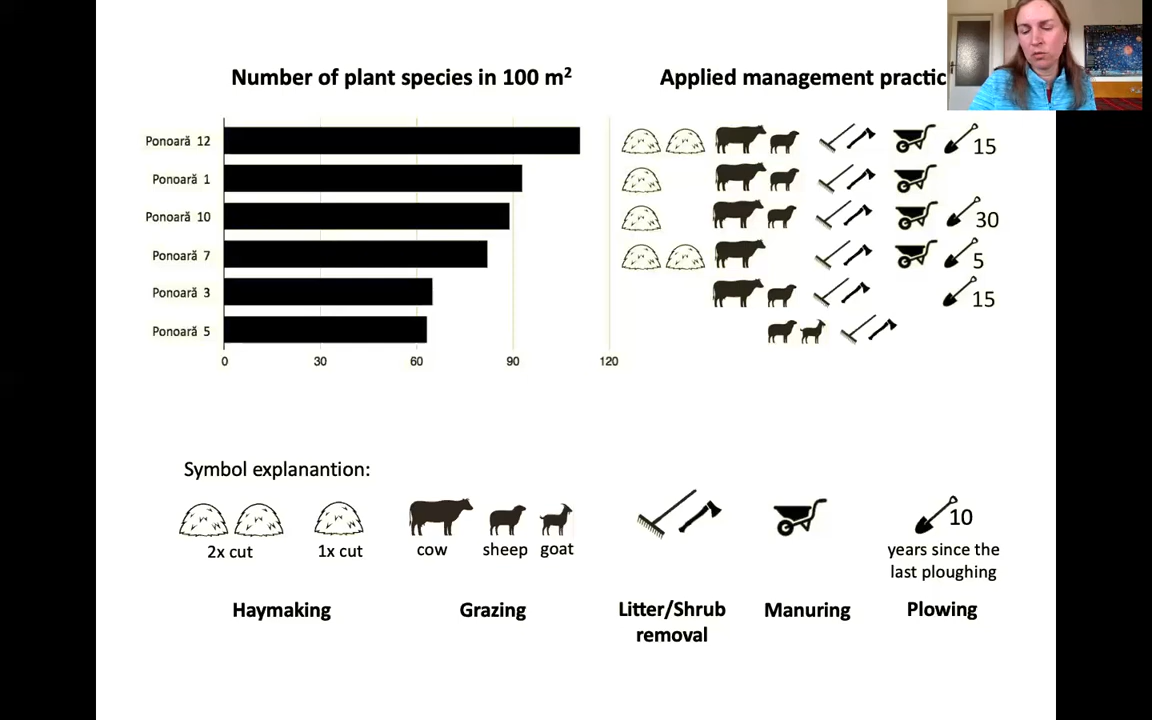 Number of plant species in 100 m²
Applied management practic
Ponoară 12
15
Ponoară 1
Ponoară 10
30
Ponoară 7
5
Ponoară 3
15
Ponoară 5
0 30 60 90 120
Symbol explanantion:
10
2x cut 1x cut cow sheep goat years since the
last ploughing
Haymaking Grazing Litter/Shrub
removal
Manuring Plowing